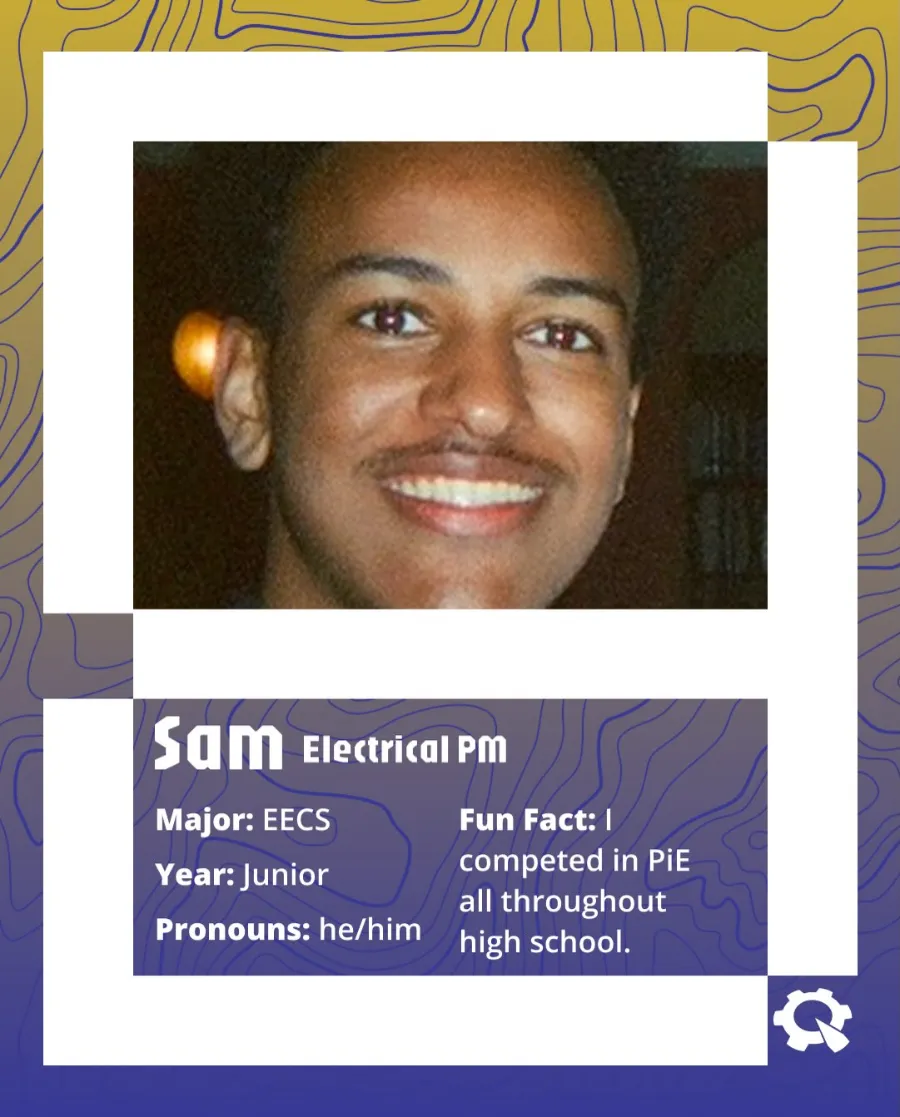 Sam Electrical PM
Major: EECS
Year: Junior
Pronouns: he/him
Fun Fact: I
competed in PiE
all throughout
high school.